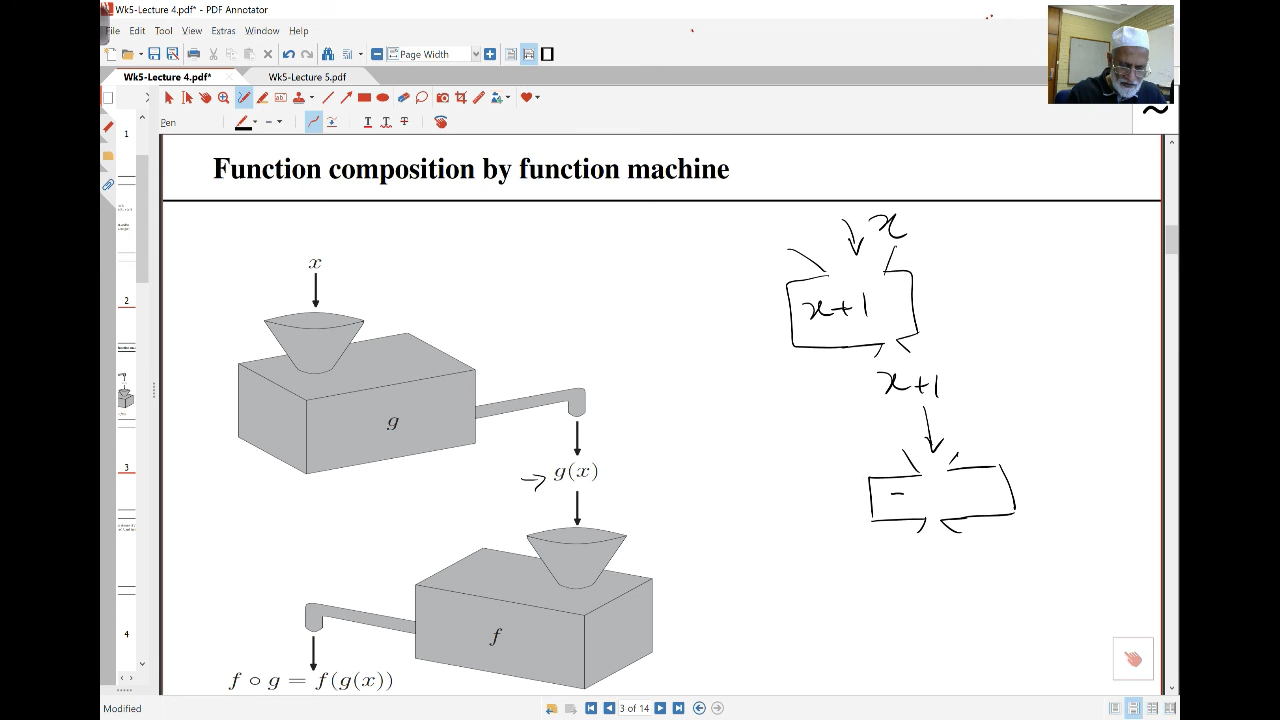 Wk5-Lecture 4.pdf* - PDF Annotator
File Edit Tool View Extras Window Help
Page Width
Wk5-Lecture 4.pdf* Wk5-Lecture 5.pdf
Pen
1
2
3
4
Function composition by function machine
x
g
g(x)
f
f ∘ g = f(g(x))
x
x+1
x+1
-
Modified
3 of 14